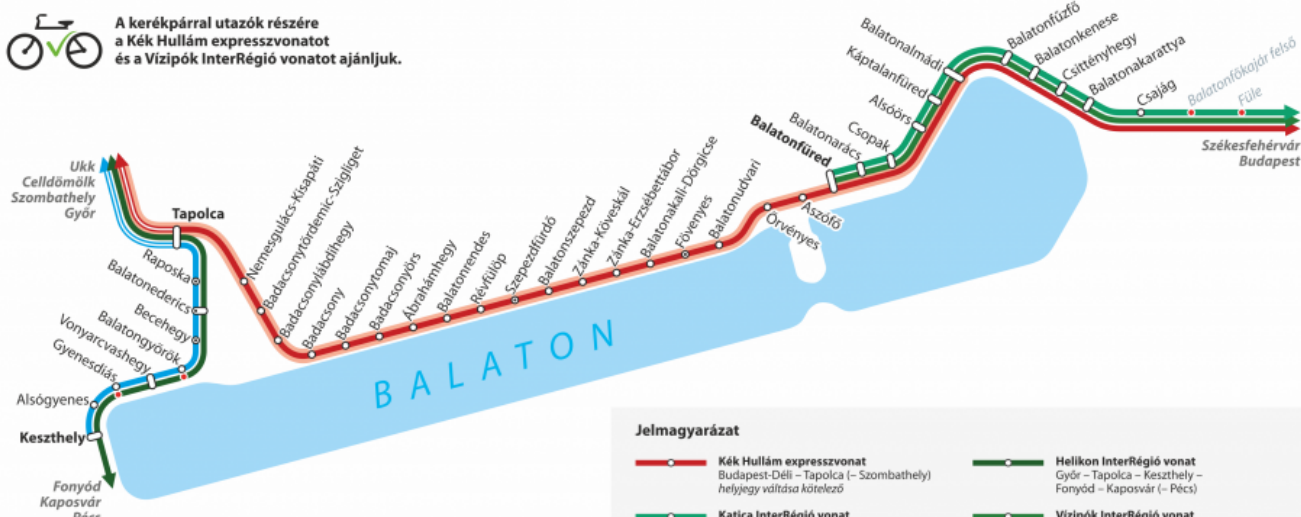 A kerékpárral utazók részére
a Kék Hullám expresszvonatot
és a Vízipók InterRégió vonatot ajánljuk.
Ukk
Celldömölk
Szombathely
Győr
Tapolca
Raposka
Balatonederics
Becehegy
Balatongyörök
Vonyarcvashegy
Gyenesdiás
Alsógyenes
Keszthely
Fonyód
Kaposvár
Pécs
Nemesgulács-Kisapáti
Badacsonytördemic-Szigliget
Badacsonylábdihegy
Badacsony
Badacsonytomaj
Badacsonyörs
Ábrahámhegy
Balatonrendes
Révfülöp
Szepezdfürdő
Balatonszepezd
Zánka-Köveskál
Zánka-Erzsébettábor
Balatonakali-Dörgicse
Fövenyes
Balatonudvari
Örvényes
Aszófő
Balatonfüred
Balatonarács
Csopak
Alsóörs
Káptalanfüred
Balatonalmádi
Balatonfűzfő
Balatonkenese
Csittényhegy
Balatonakarattya
Csajág
Balatonfőkajár felső
Füle
Székesfehérvár
Budapest
BALATON
Jelmagyarázat
Kék Hullám expresszvonat
Budapest-Déli – Tapolca (– Szombathely)
helyjegy váltása kötelező
Katica InterRégió vonat
Helikon InterRégió vonat
Győr – Tapolca – Keszthely –
Fonyód – Kaposvár (– Pécs)
Vízipók InterRégió vonat